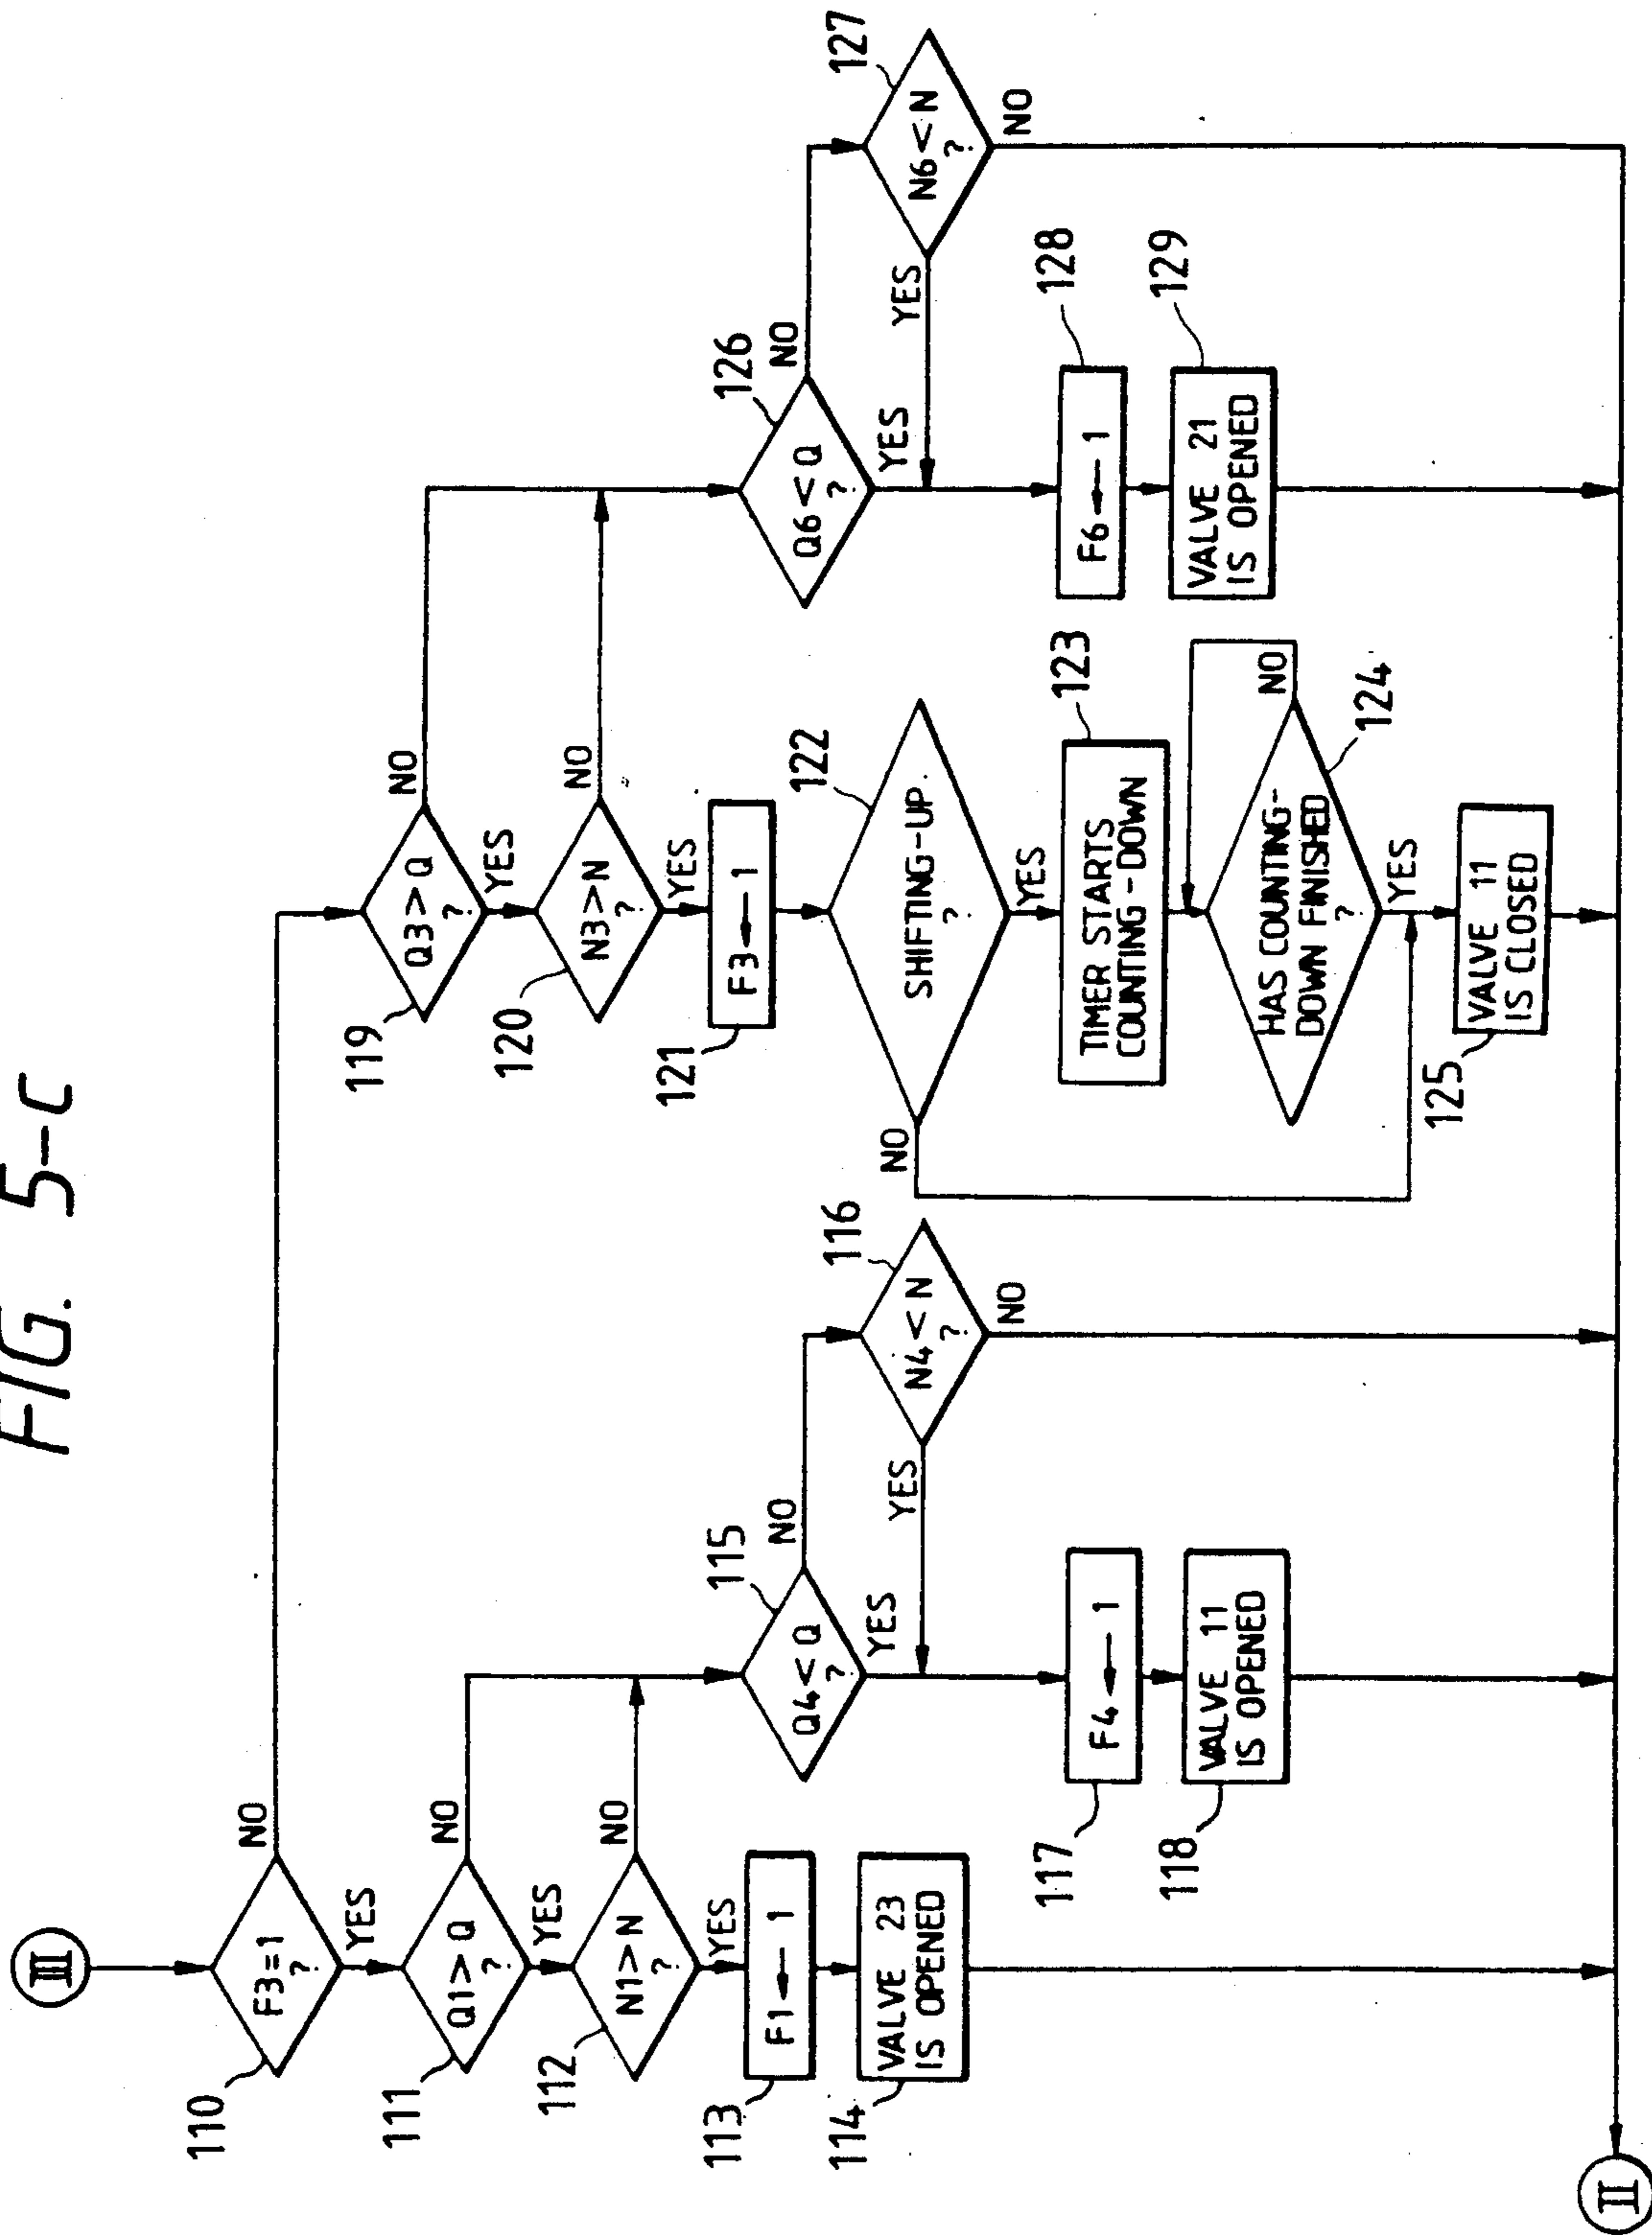 FIG. 5-C
III
110
F3=1
?
YES
NO
111
Q1>Q
?
YES
NO
112
N1>N
?
YES
NO
113
F1←1
114
VALVE 23
IS OPENED
115
Q4<Q
?
YES
NO
116
N4<N
?
YES
NO
117
F4←1
118
VALVE 11
IS OPENED
119
Q3>Q
?
YES
NO
120
N3>N
?
YES
NO
121
F3←1
122
SHIFTING-UP
?
YES
NO
123
TIMER STARTS
COUNTING-DOWN
124
HAS COUNTING-
DOWN FINISHED
?
YES
NO
125
VALVE 11
IS CLOSED
126
Q6<Q
?
YES
NO
127
N6<N
?
YES
NO
128
F6←1
129
VALVE 21
IS OPENED
II